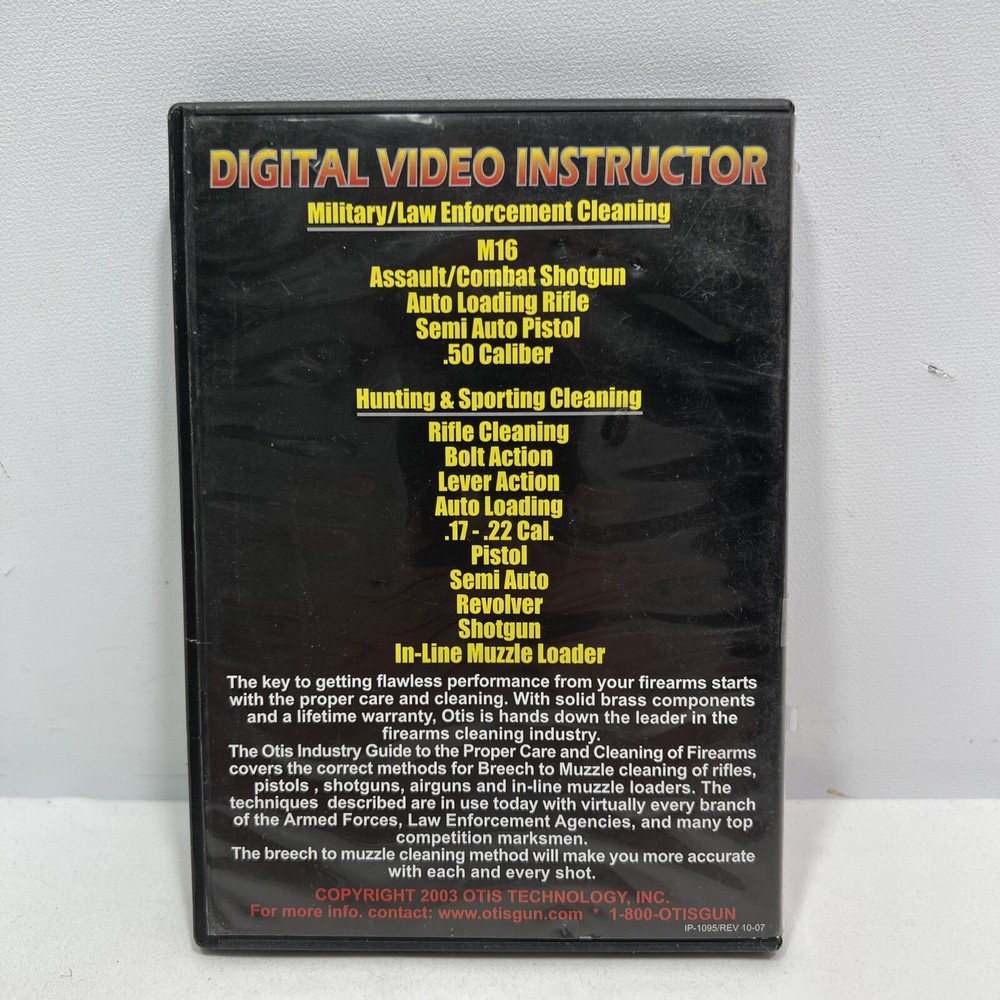 DIGITAL VIDEO INSTRUCTOR
Military/Law Enforcement Cleaning
M16
Assault/Combat Shotgun
Auto Loading Rifle
Semi Auto Pistol
.50 Caliber
Hunting & Sporting Cleaning
Rifle Cleaning
Bolt Action
Lever Action
Auto Loading
.17 - .22 Cal.
Pistol
Semi Auto
Revolver
Shotgun
In-Line Muzzle Loader
The key to getting flawless performance from your firearms starts
with the proper care and cleaning. With solid brass components
and a lifetime warranty, Otis is hands down the leader in the
firearms cleaning industry.
The Otis Industry Guide to the Proper Care and Cleaning of Firearms
covers the correct methods for Breech to Muzzle cleaning of rifles,
pistols , shotguns, airguns and in-line muzzle loaders. The
techniques described are in use today with virtually every branch
of the Armed Forces, Law Enforcement Agencies, and many top
competition marksmen.
The breech to muzzle cleaning method will make you more accurate
with each and every shot.
COPYRIGHT 2003 OTIS TECHNOLOGY, INC.
For more info. contact: www.otisgun.com * 1-800-OTISGUN
IP-1095/REV 10-07